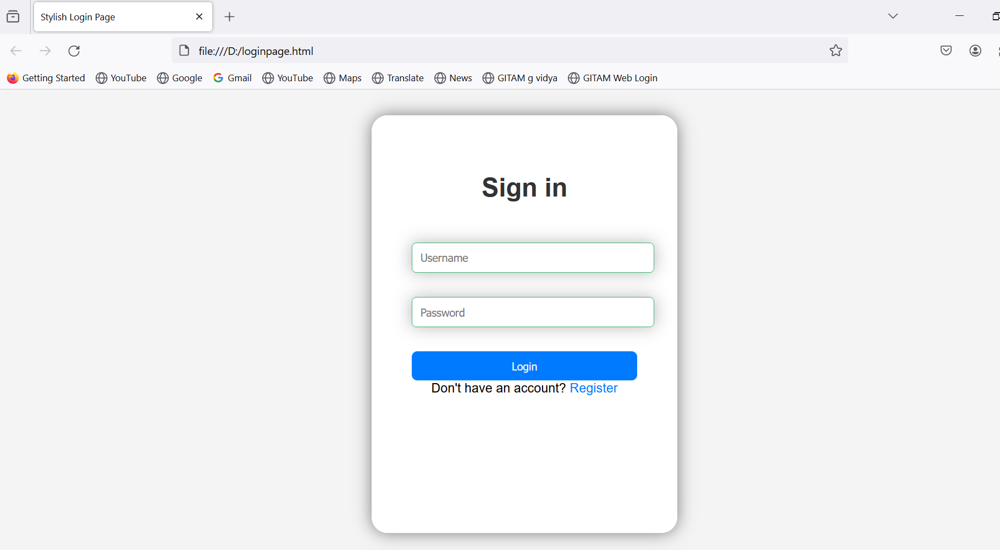 Stylish Login Page
file:///D:/loginpage.html
Getting Started YouTube Google Gmail YouTube Maps Translate News GITAM g vidya GITAM Web Login
Sign in
Username
Password
Login
Don't have an account? Register